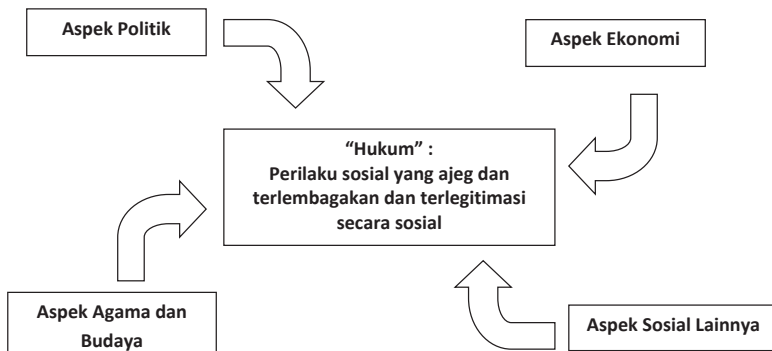 Aspek Politik
Aspek Ekonomi
“Hukum” :
Perilaku sosial yang ajeg dan
terlembagakan dan terlegitimasi
secara sosial
Aspek Agama dan
Budaya
Aspek Sosial Lainnya